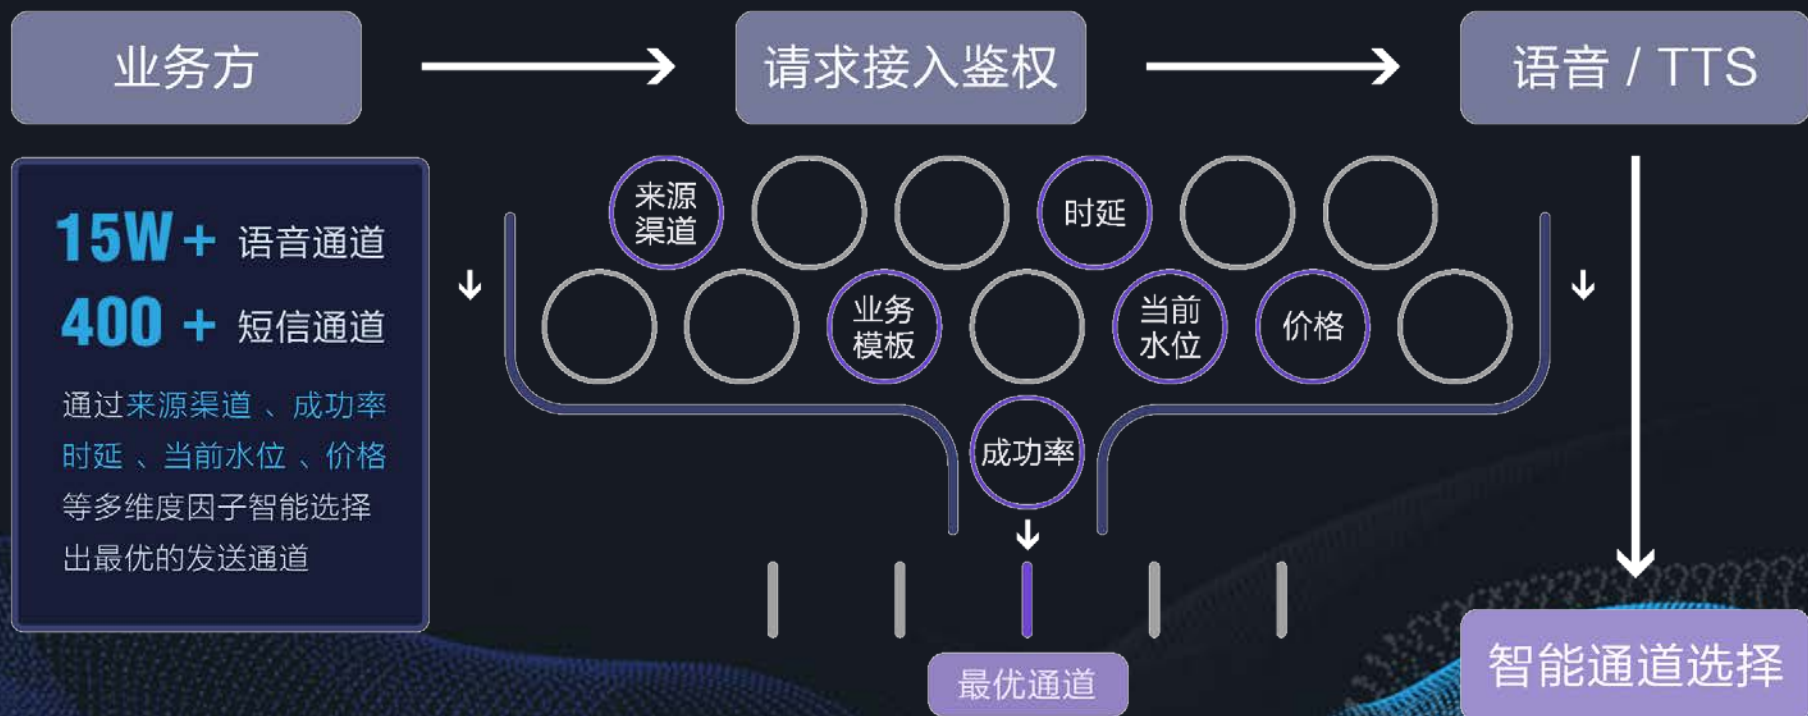 业务方
请求接入鉴权
语音 / TTS
15W + 语音通道
400 + 短信通道
通过来源渠道 、成功率
时延 、当前水位 、价格
等多维度因子智能选择
出最优的发送通道
来源
渠道
时延
业务
模板
当前
水位
价格
成功率
最优通道
智能通道选择